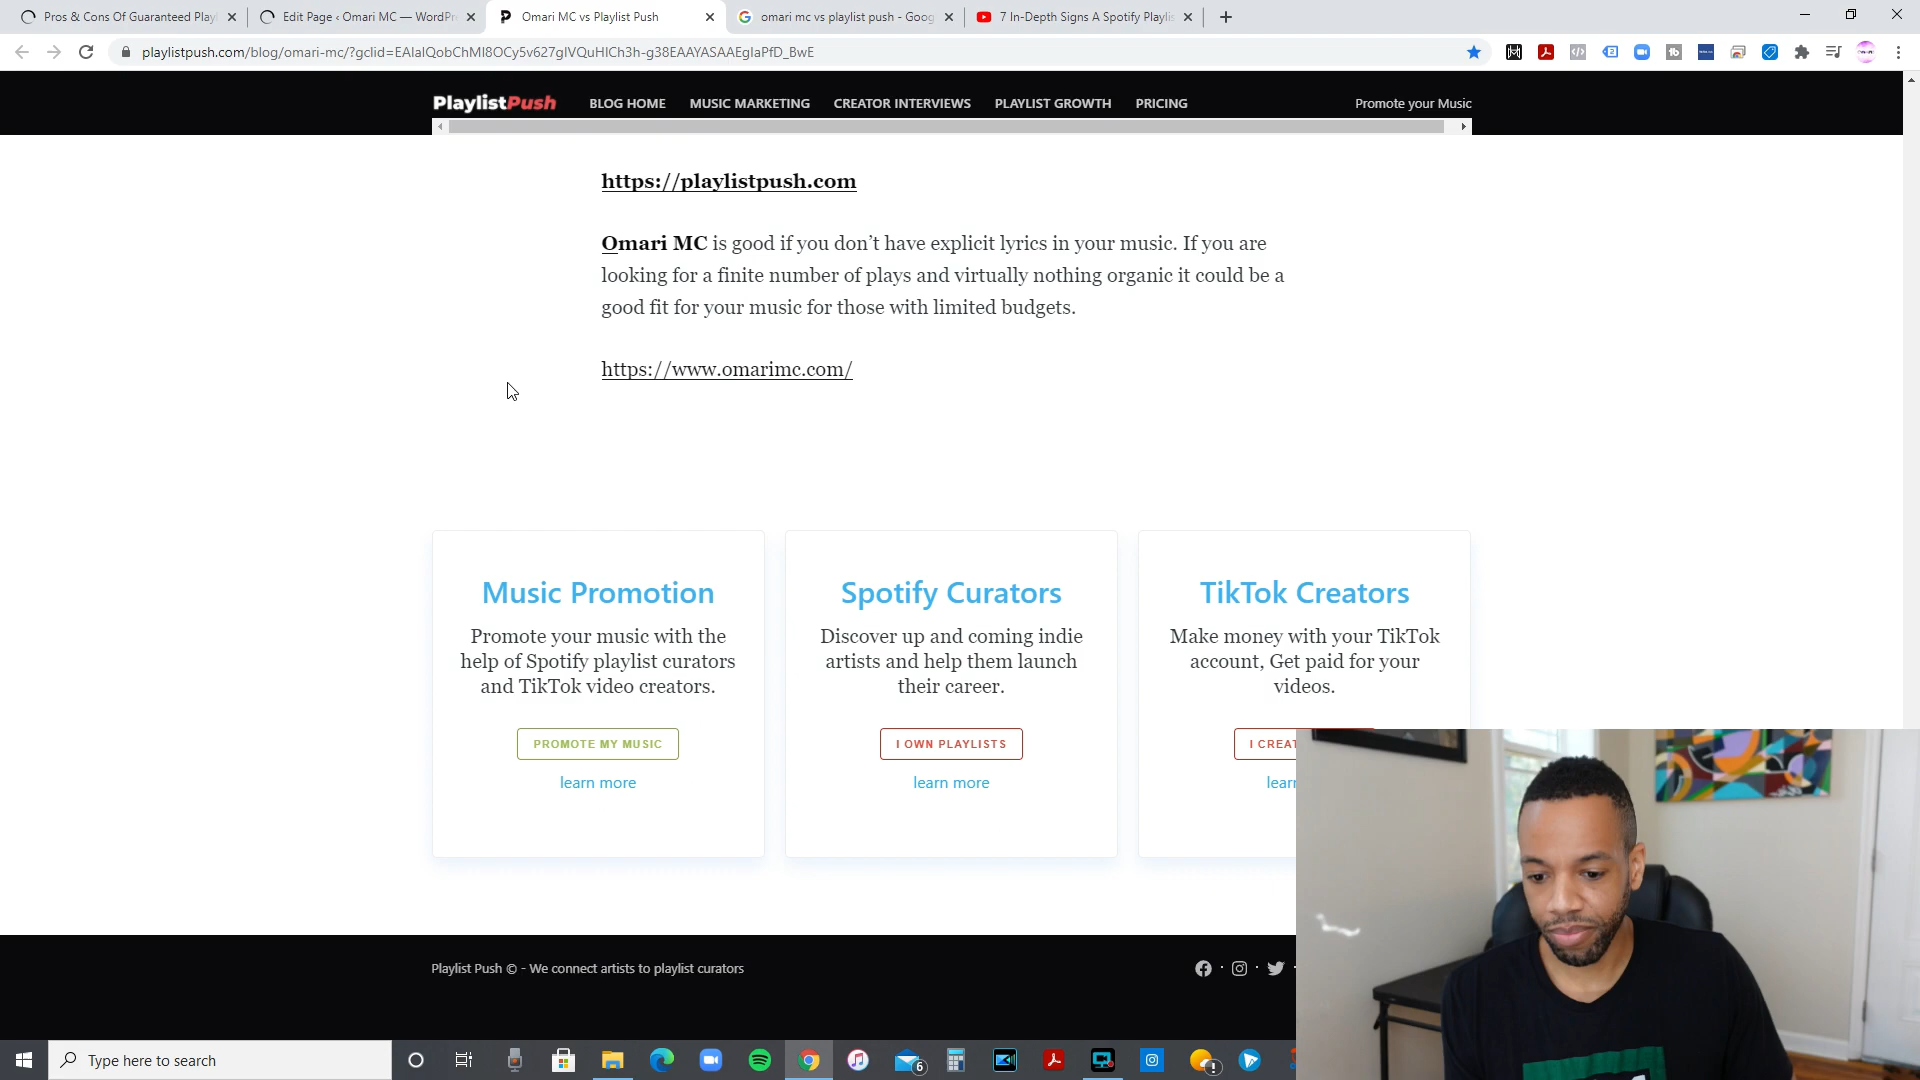 Pros & Cons Of Guaranteed Play
Edit Page ‹ Omari MC — WordPr
Omari MC vs Playlist Push
omari mc vs playlist push - Goog
7 In-Depth Signs A Spotify Playlis
playlistpush.com/blog/omari-mc/?gclid=EAIaIQobChMI8OCy5v627gIVQuHICh3h-g38EAAYASAAEgIaPfD_BwE
PlaylistPush BLOG HOME MUSIC MARKETING CREATOR INTERVIEWS PLAYLIST GROWTH PRICING Promote your Music
https://playlistpush.com
Omari MC is good if you don’t have explicit lyrics in your music. If you are
looking for a finite number of plays and virtually nothing organic it could be a
good fit for your music for those with limited budgets.
https://www.omarimc.com/
Music Promotion
Promote your music with the
help of Spotify playlist curators
and TikTok video creators.
PROMOTE MY MUSIC
learn more
Spotify Curators
Discover up and coming indie
artists and help them launch
their career.
I OWN PLAYLISTS
learn more
TikTok Creators
Make money with your TikTok
account, Get paid for your
videos.
I CREAT
lear
Playlist Push © - We connect artists to playlist curators
Type here to search
6